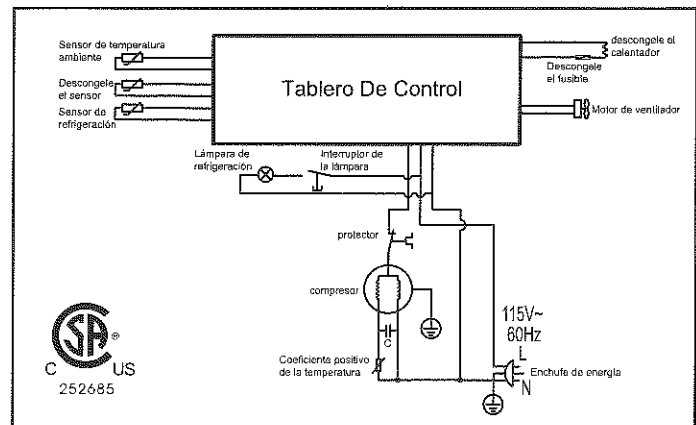 Sensor de temperatura
ambiente
Descongele
el sensor
Sensor de
refrigeración
Tablero De Control
descongele el
calentador
Descongele
el fusible
Motor de ventilador
Lámpara de
refrigeración
Interruptor de
la lámpara
protector
compresor
C
Coeficiente positivo
de la temperatura
115V~
60Hz
L
Enchufe de energía
N
CSA ®
C US
252685